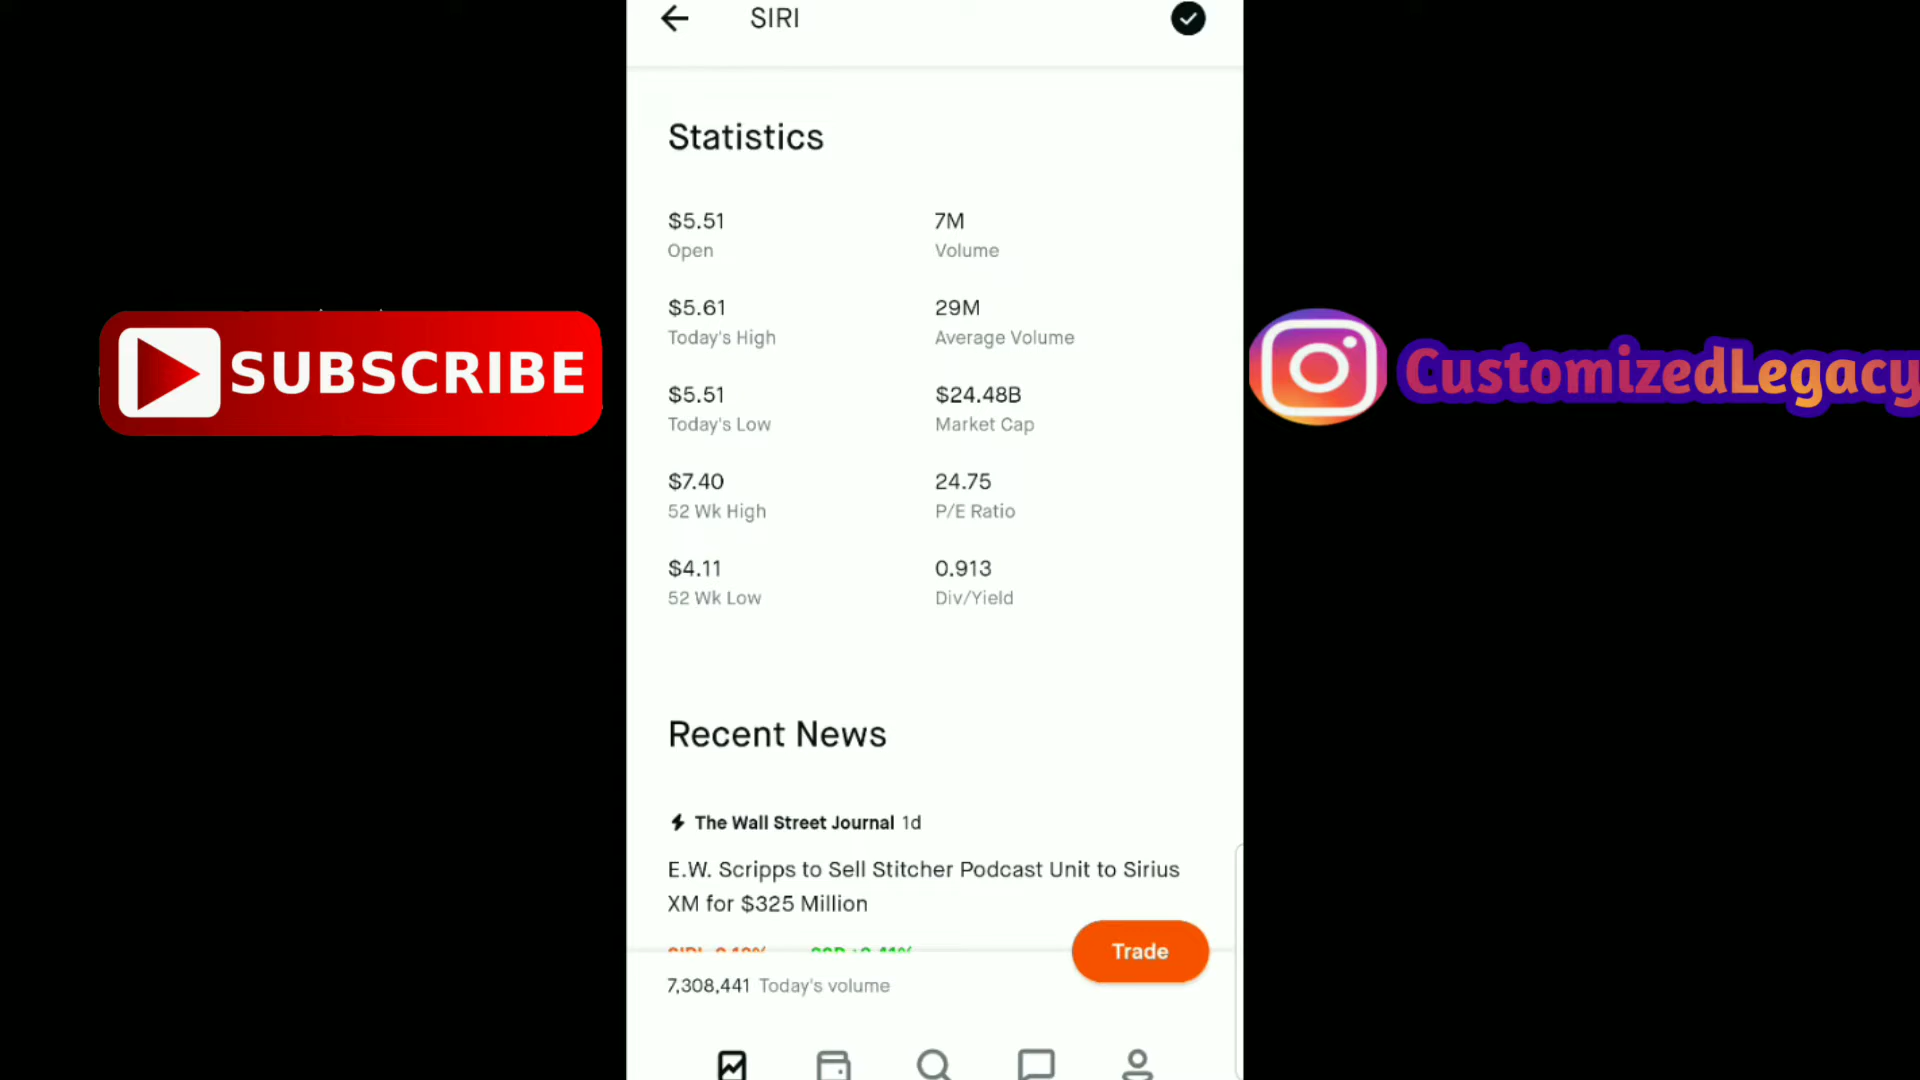 SIRI
Statistics
$5.51
Open
7M
Volume
$5.61
Today's High
29M
Average Volume
$5.51
Today's Low
$24.48B
Market Cap
$7.40
52 Wk High
24.75
P/E Ratio
$4.11
52 Wk Low
0.913
Div/Yield
SUBSCRIBE
CustomizedLegacy
Recent News
The Wall Street Journal 1d
E.W. Scripps to Sell Stitcher Podcast Unit to Sirius
XM for $325 Million
Trade
7,308,441 Today's volume